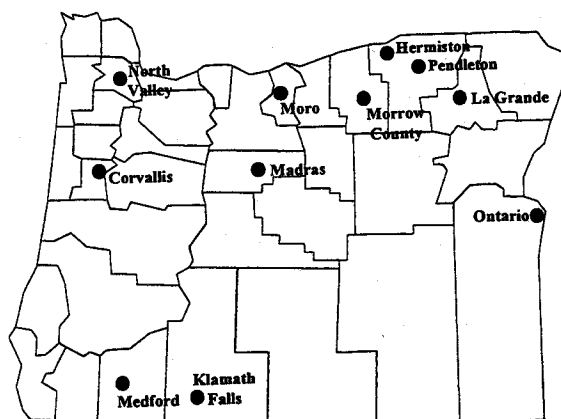 Hermiston
Pendleton
North
Valley
Moro
Morrow
County
La Grande
Corvallis
Madras
Ontario
Medford
Klamath
Falls